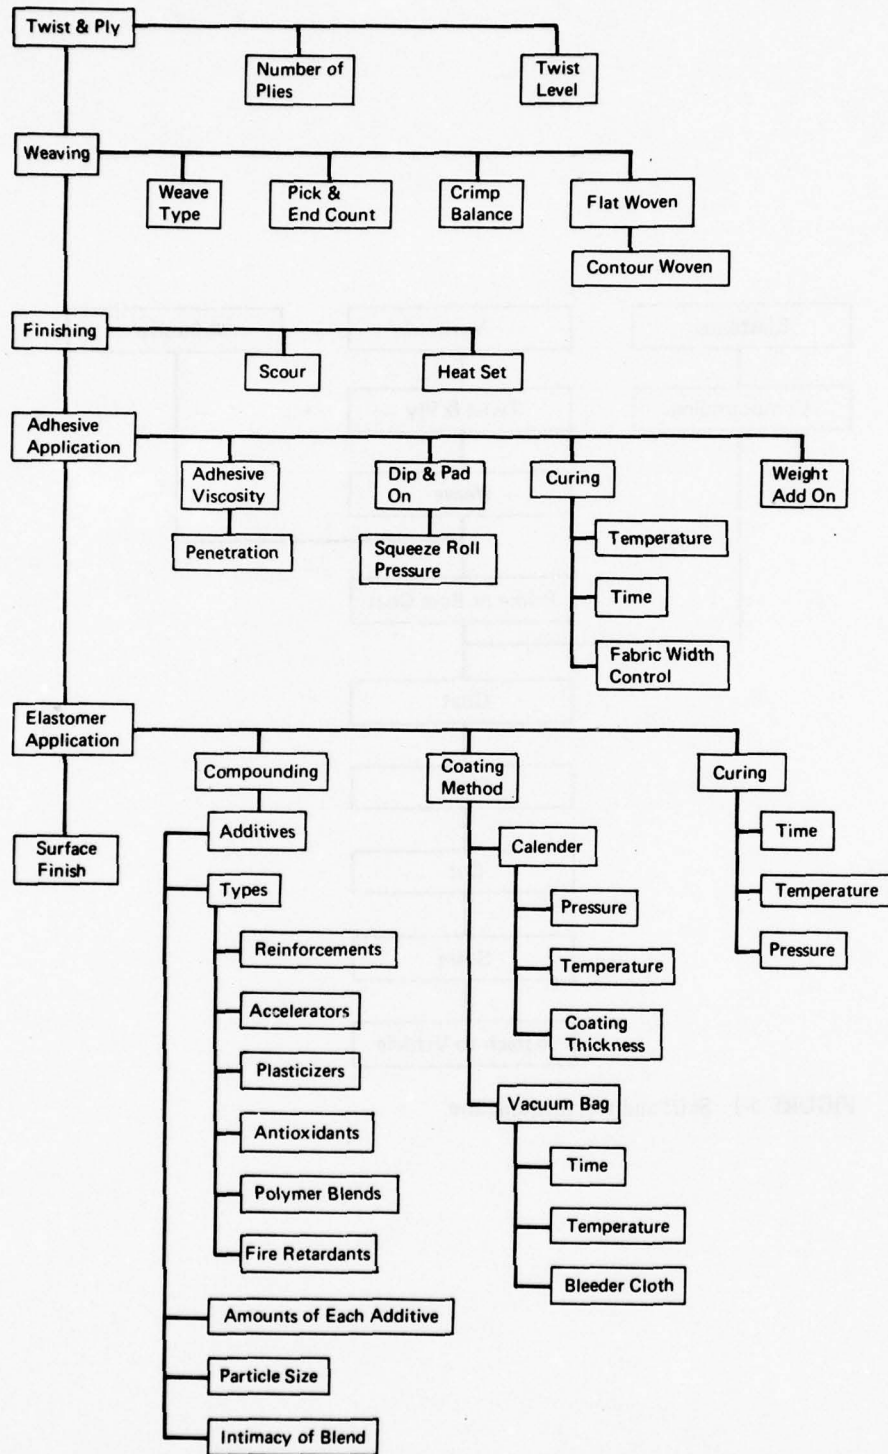 Twist & Ply
Number of
Plies
Twist
Level
Weaving
Weave
Type
Pick &
End Count
Crimp
Balance
Flat Woven
Contour Woven
Finishing
Scour
Heat Set
Adhesive
Application
Adhesive
Viscosity
Penetration
Dip & Pad
On
Squeeze Roll
Pressure
Curing
Temperature
Time
Fabric Width
Control
Weight
Add On
Elastomer
Application
Surface
Finish
Compounding
Additives
Types
Reinforcements
Accelerators
Plasticizers
Antioxidants
Polymer Blends
Fire Retardants
Amounts of Each Additive
Particle Size
Intimacy of Blend
Coating
Method
Calender
Pressure
Temperature
Coating
Thickness
Vacuum Bag
Time
Temperature
Bleeder Cloth
Curing
Time
Temperature
Pressure